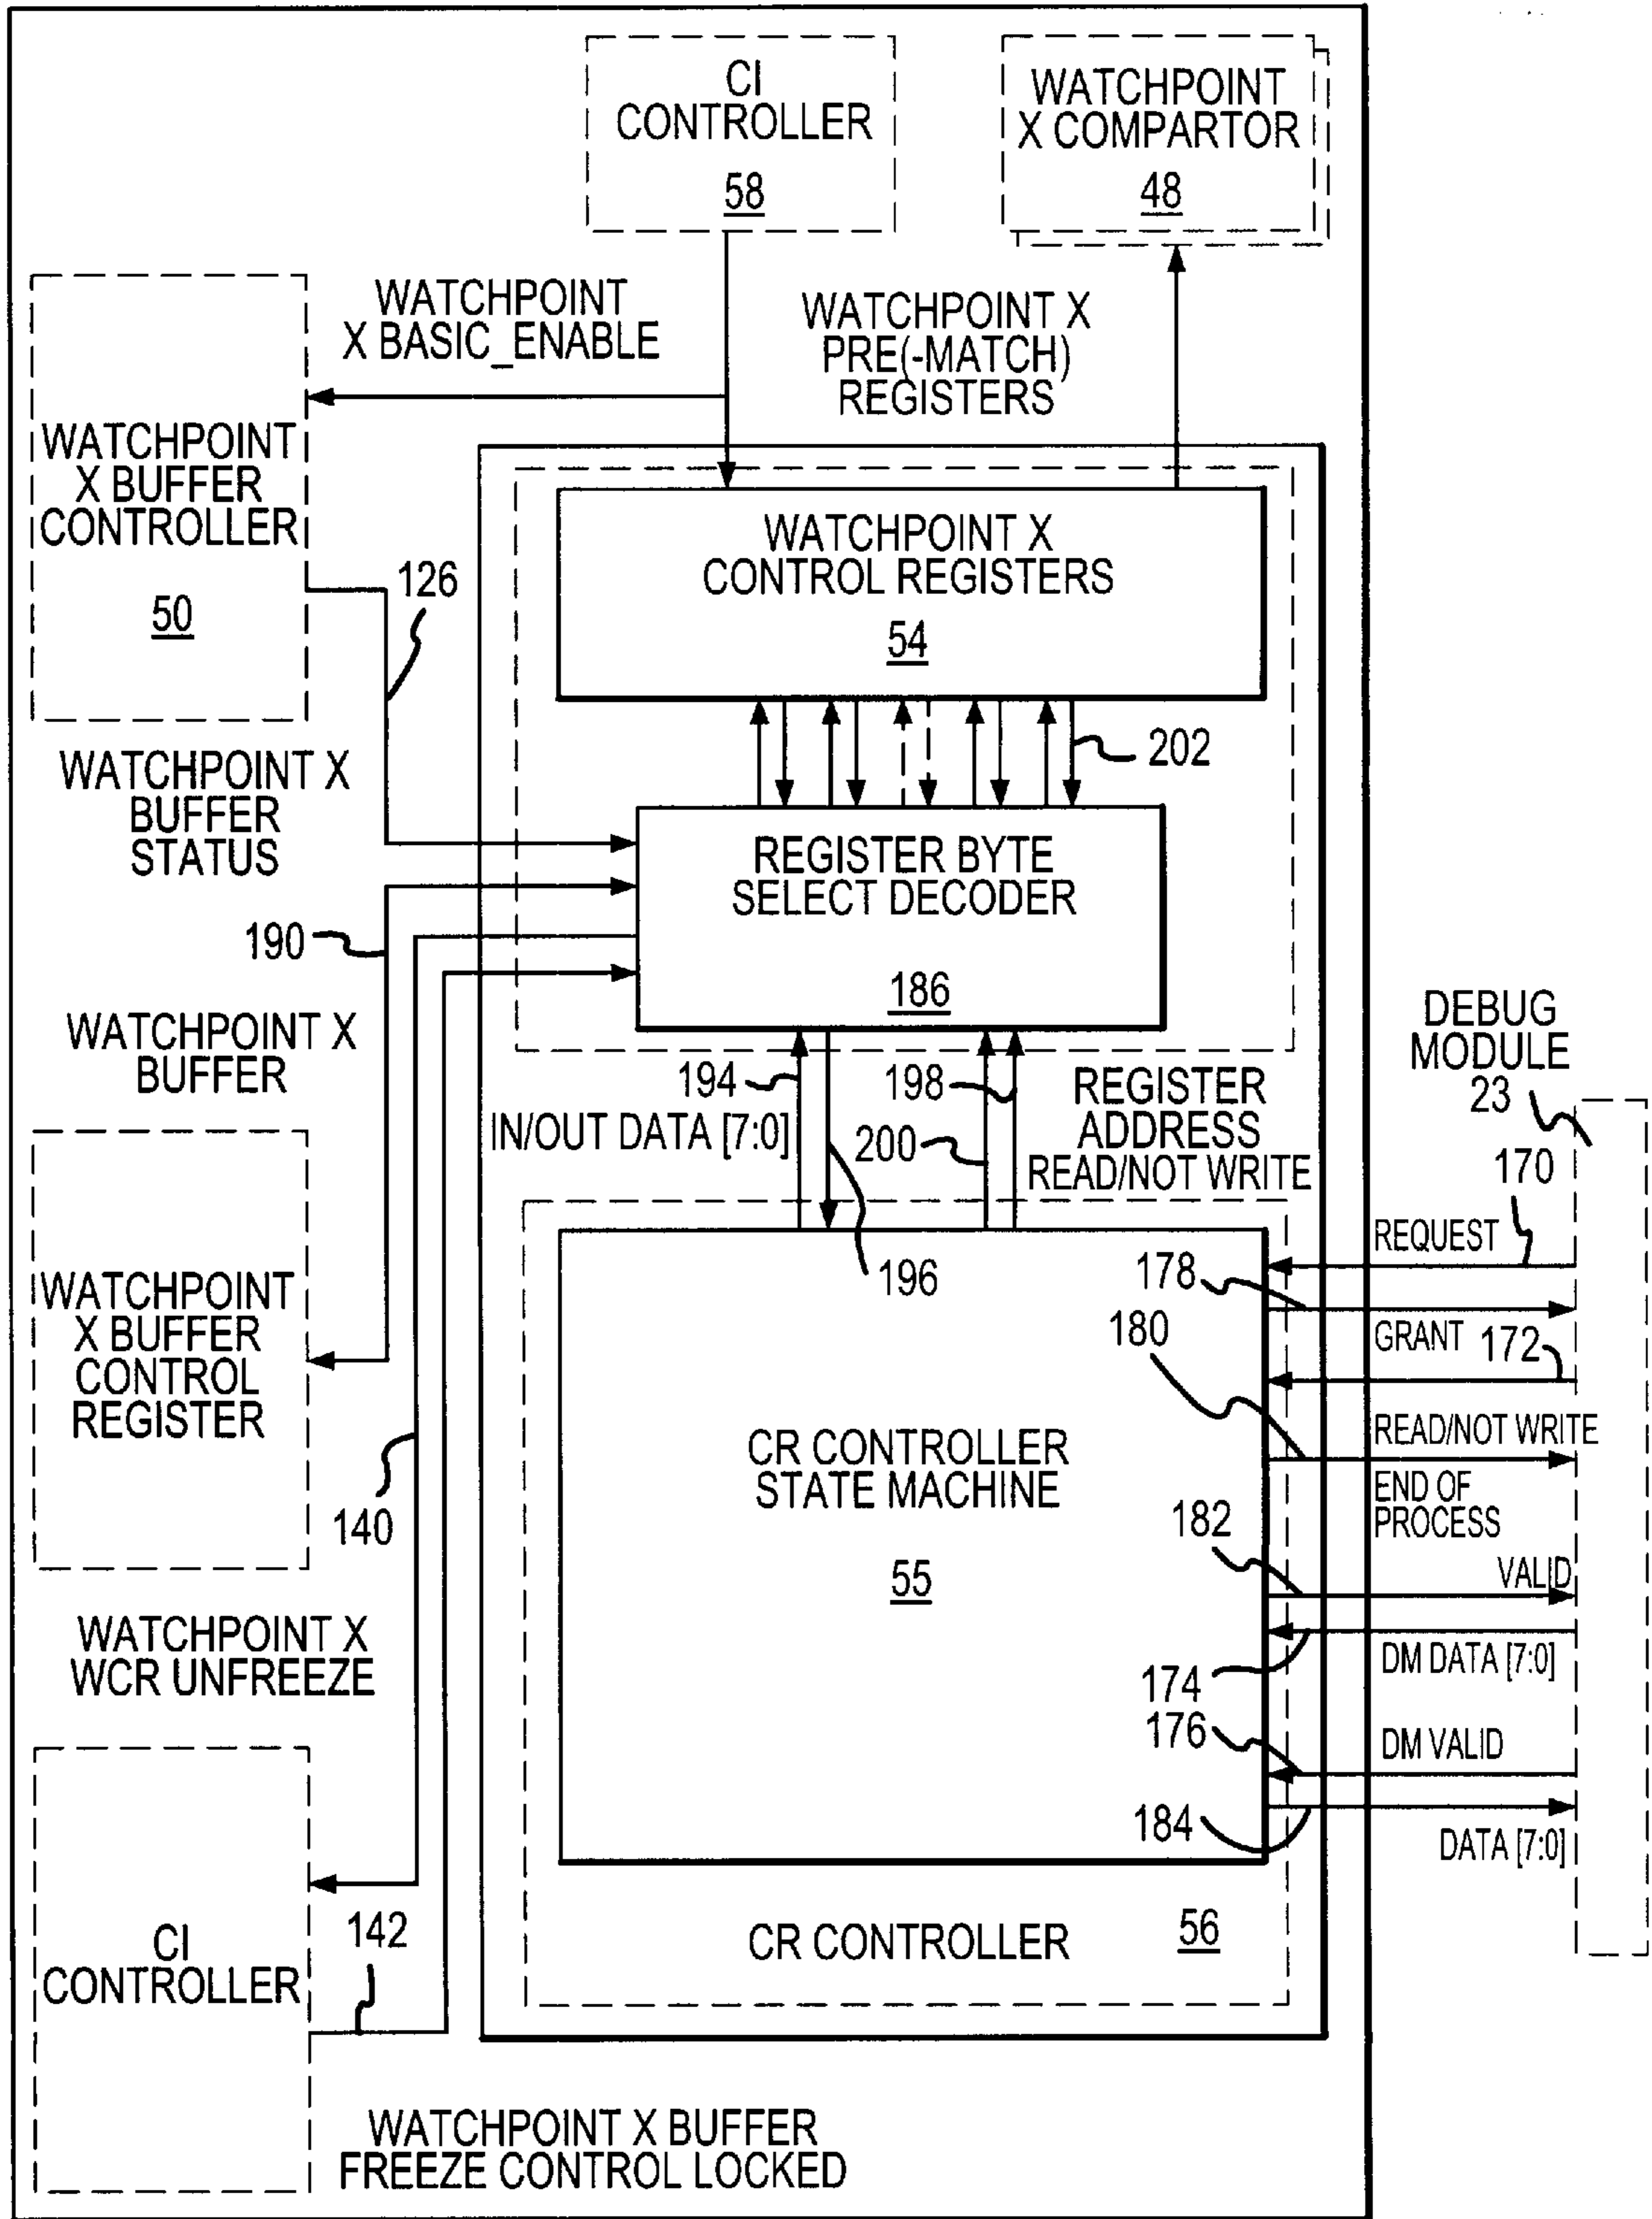 CI
CONTROLLER
58
WATCHPOINT
X COMPARTOR
48
WATCHPOINT
X BASIC_ENABLE
WATCHPOINT X
PRE(-MATCH)
REGISTERS
WATCHPOINT
X BUFFER
CONTROLLER
50
126
WATCHPOINT X
CONTROL REGISTERS
54
202
WATCHPOINT X
BUFFER
STATUS
REGISTER BYTE
SELECT DECODER
186
190
WATCHPOINT X
BUFFER
194
IN/OUT DATA [7:0]
198
200
REGISTER
ADDRESS
READ/NOT WRITE
196
DEBUG
MODULE
23
170
REQUEST
178
GRANT
172
180
READ/NOT WRITE
END OF
PROCESS
182
VALID
174
DM DATA [7:0]
176
DM VALID
184
DATA [7:0]
WATCHPOINT
X BUFFER
CONTROL
REGISTER
140
CR CONTROLLER
STATE MACHINE
55
WATCHPOINT X
WCR UNFREEZE
CI
CONTROLLER
142
CR CONTROLLER
56
WATCHPOINT X BUFFER
FREEZE CONTROL LOCKED